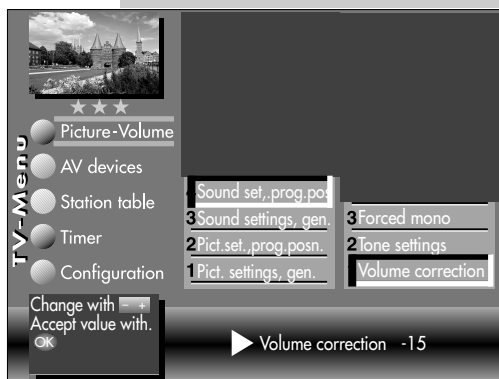 TV-Menu
Picture-Volume
AV devices
Station table
Timer
Configuration
Sound set,.prog.pos
3 Sound settings, gen.
2 Pict.set.,prog.posn.
1 Pict. settings, gen.
3 Forced mono
2 Tone settings
Volume correction
Change with - +
Accept value with.
OK
Volume correction -15